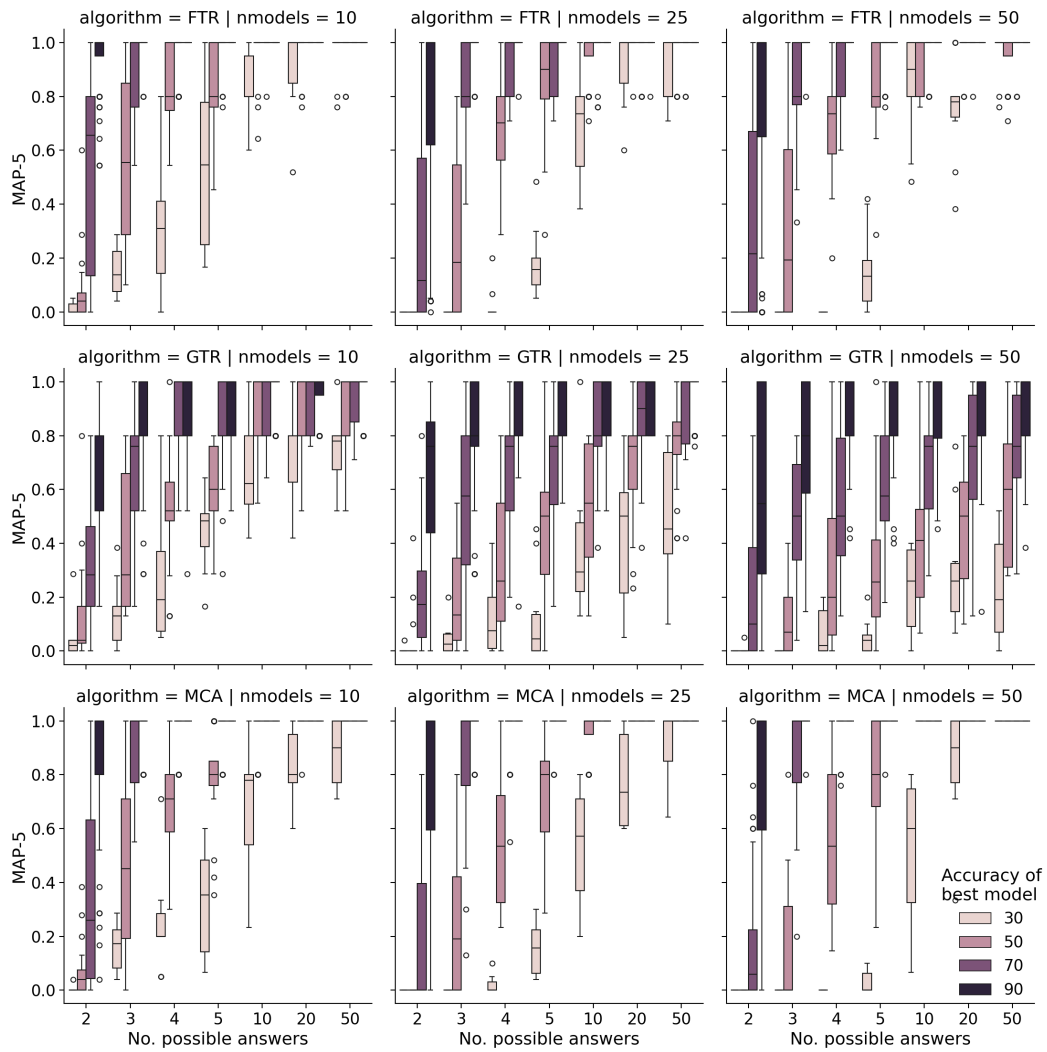 algorithm = FTR | nmodels = 10
algorithm = FTR | nmodels = 25
algorithm = FTR | nmodels = 50
MAP-5
1.0
0.8
0.6
0.4
0.2
0.0
algorithm = GTR | nmodels = 10
algorithm = GTR | nmodels = 25
algorithm = GTR | nmodels = 50
MAP-5
1.0
0.8
0.6
0.4
0.2
0.0
algorithm = MCA | nmodels = 10
algorithm = MCA | nmodels = 25
algorithm = MCA | nmodels = 50
MAP-5
1.0
0.8
0.6
0.4
0.2
0.0
Accuracy of
best model
30
50
70
90
2 3 4 5 10 20 50
2 3 4 5 10 20 50
2 3 4 5 10 20 50
No. possible answers
No. possible answers
No. possible answers